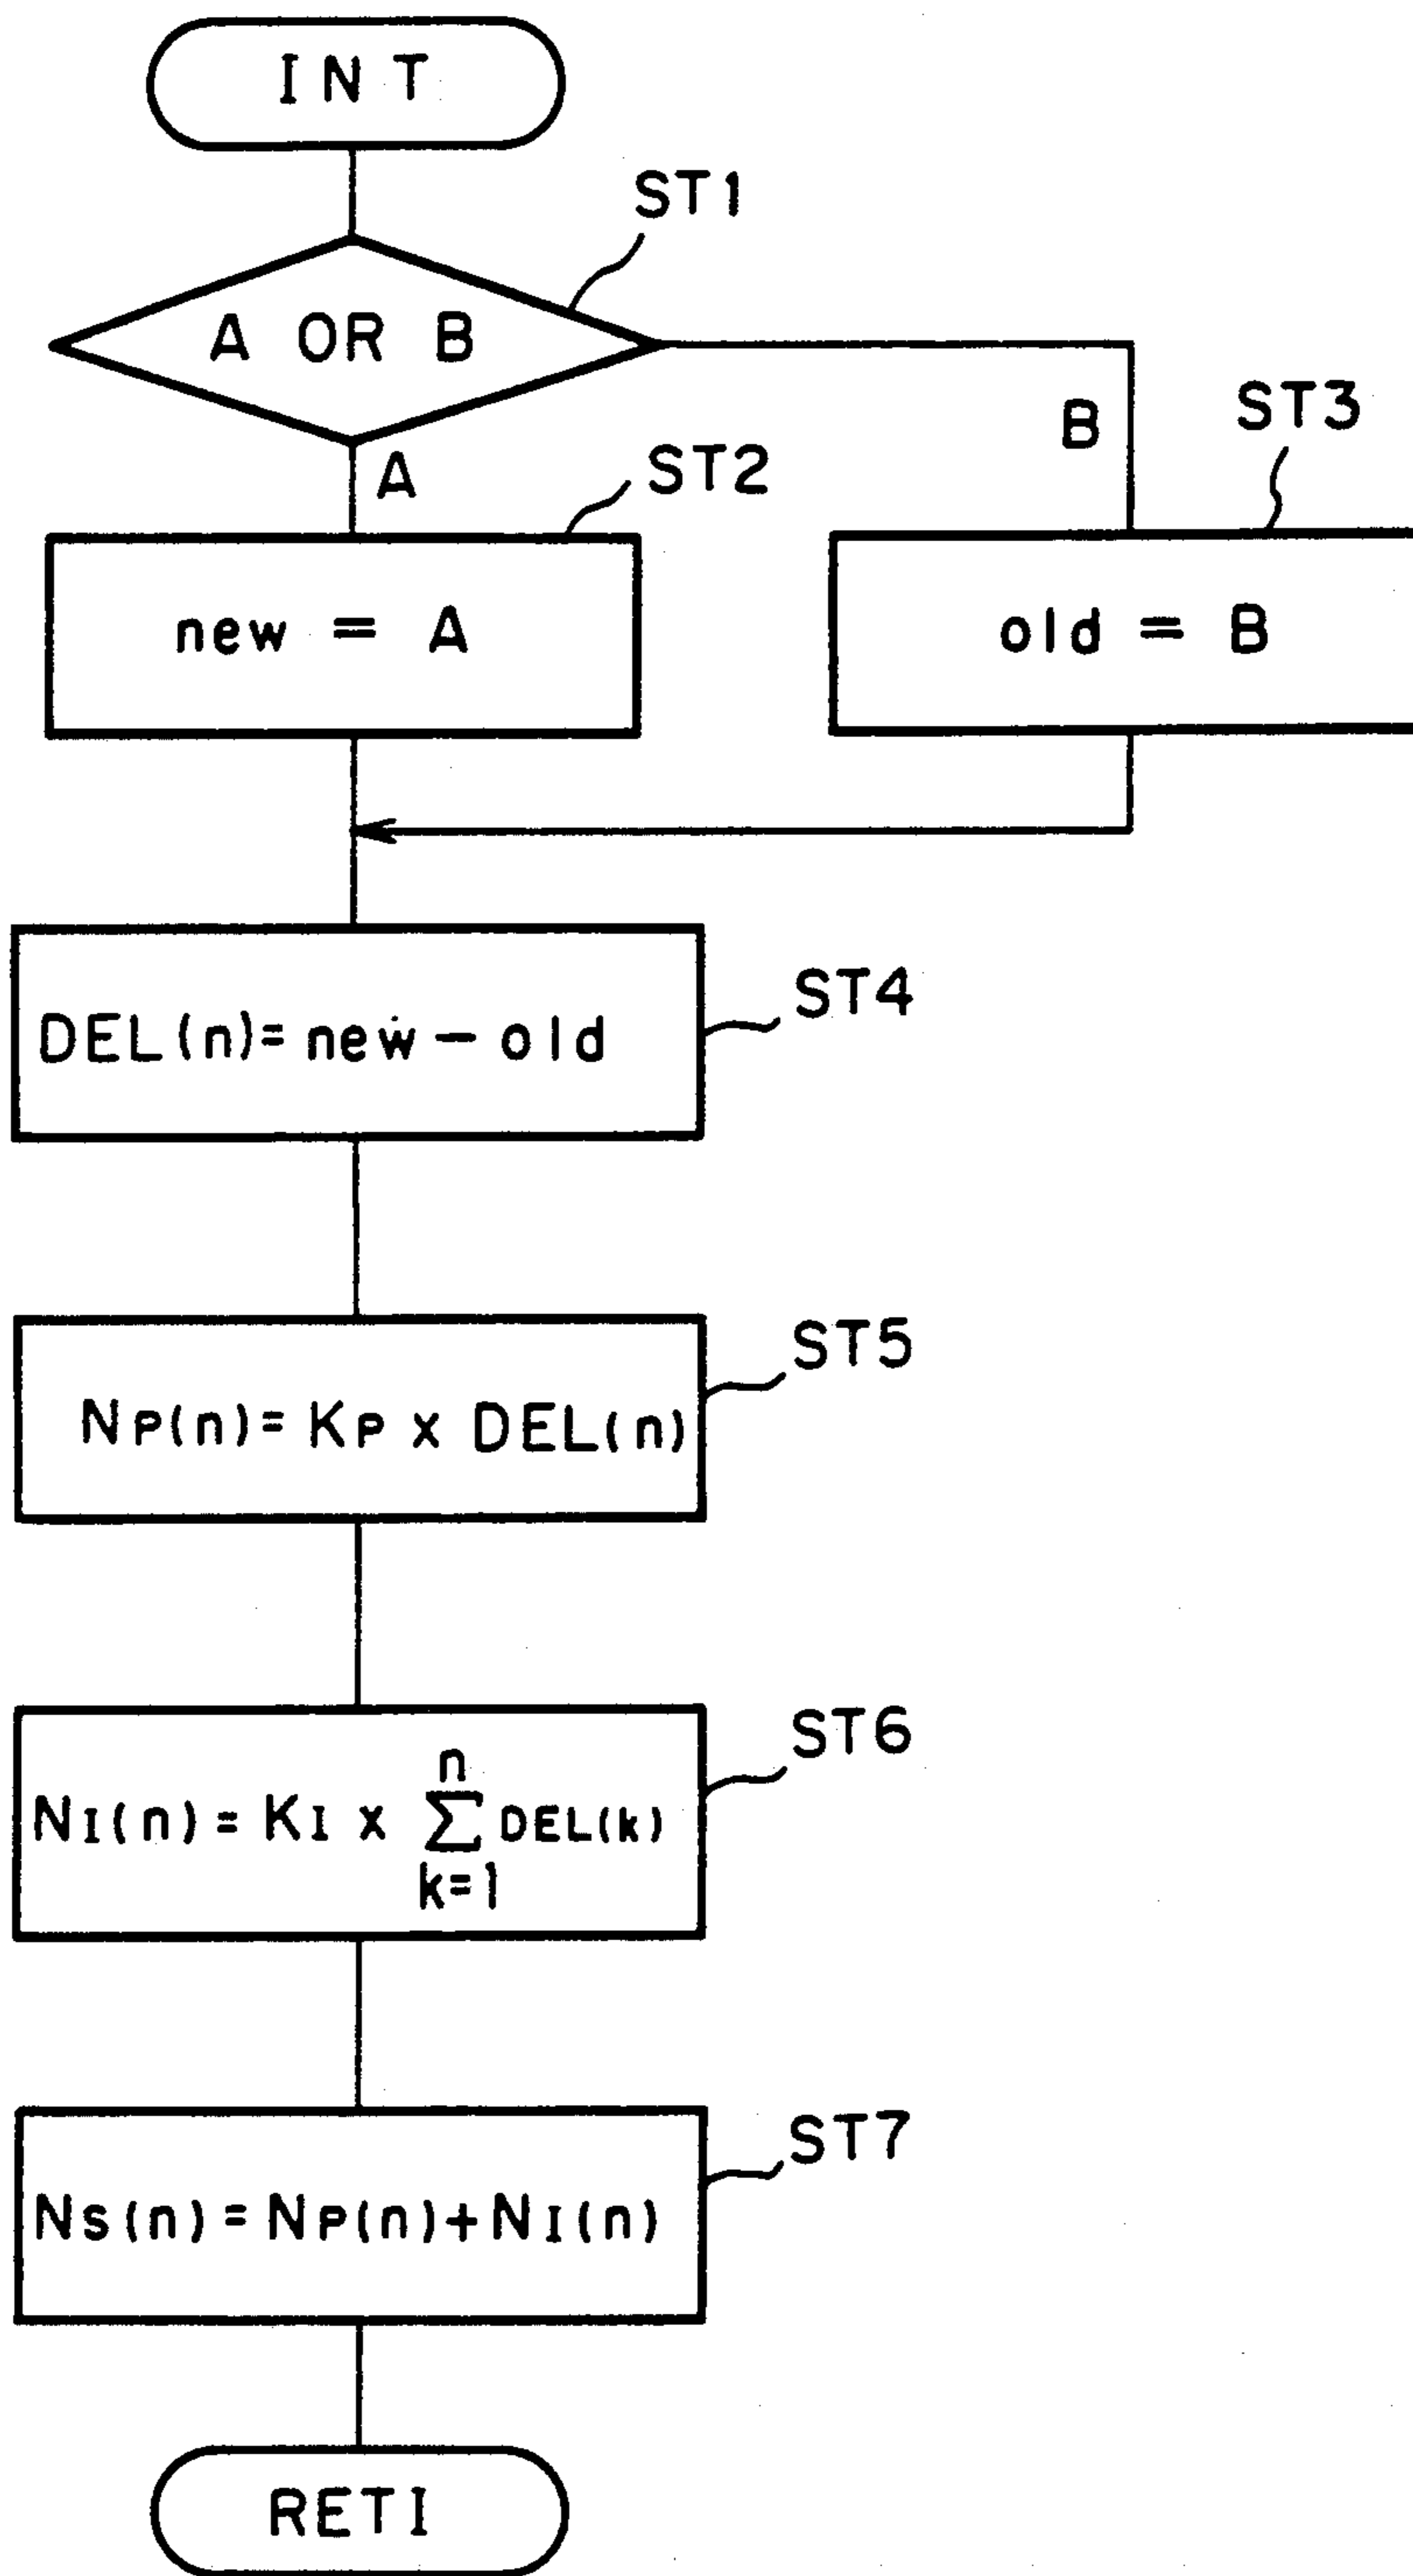 INT
ST1
A OR B
B
ST3
A
ST2
new = A
old = B
DEL(n)= new - old
ST4
ST5
NP(n)= KP x DEL(n)
ST6
NI(n)= KI x n∑k=1 DEL(k)
ST7
NS(n)= NP(n)+NI(n)
RETI